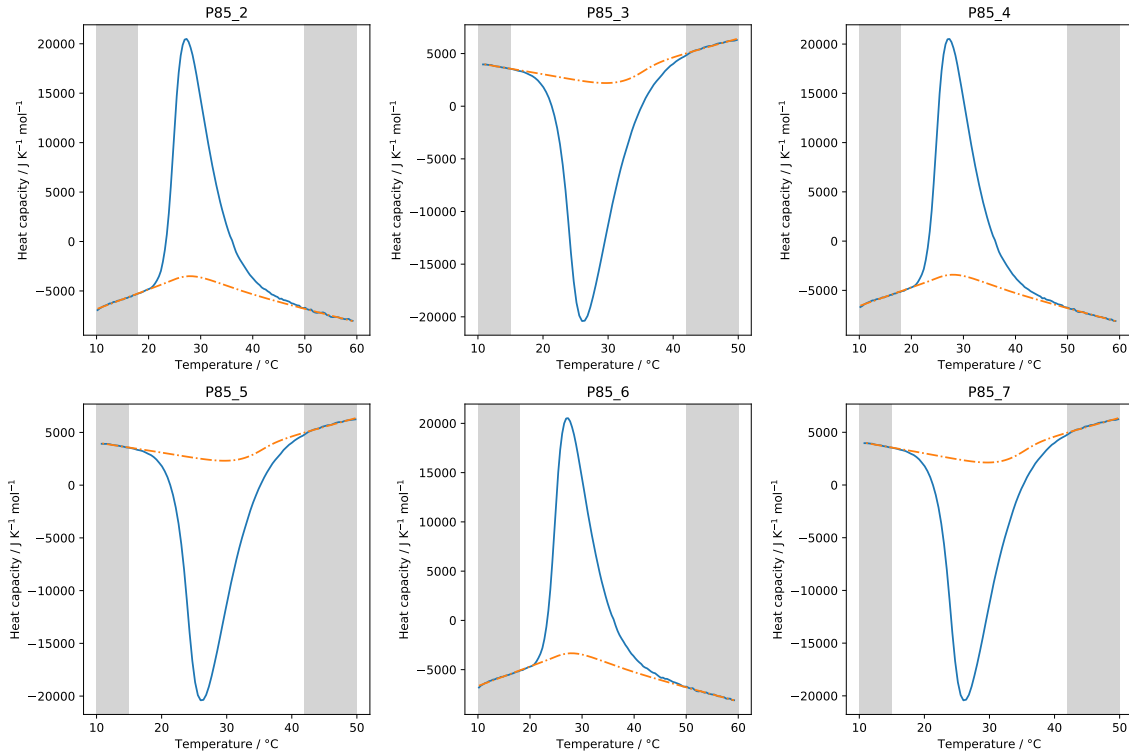 P85_2
Heat capacity / J K⁻¹ mol⁻¹
20000
15000
10000
5000
0
−5000
10 20 30 40 50 60
Temperature / °C
P85_3
Heat capacity / J K⁻¹ mol⁻¹
5000
0
−5000
−10000
−15000
−20000
10 20 30 40 50
Temperature / °C
P85_4
Heat capacity / J K⁻¹ mol⁻¹
20000
15000
10000
5000
0
−5000
10 20 30 40 50 60
Temperature / °C
P85_5
Heat capacity / J K⁻¹ mol⁻¹
5000
0
−5000
−10000
−15000
−20000
10 20 30 40 50
Temperature / °C
P85_6
Heat capacity / J K⁻¹ mol⁻¹
20000
15000
10000
5000
0
−5000
10 20 30 40 50 60
Temperature / °C
P85_7
Heat capacity / J K⁻¹ mol⁻¹
5000
0
−5000
−10000
−15000
−20000
10 20 30 40 50
Temperature / °C